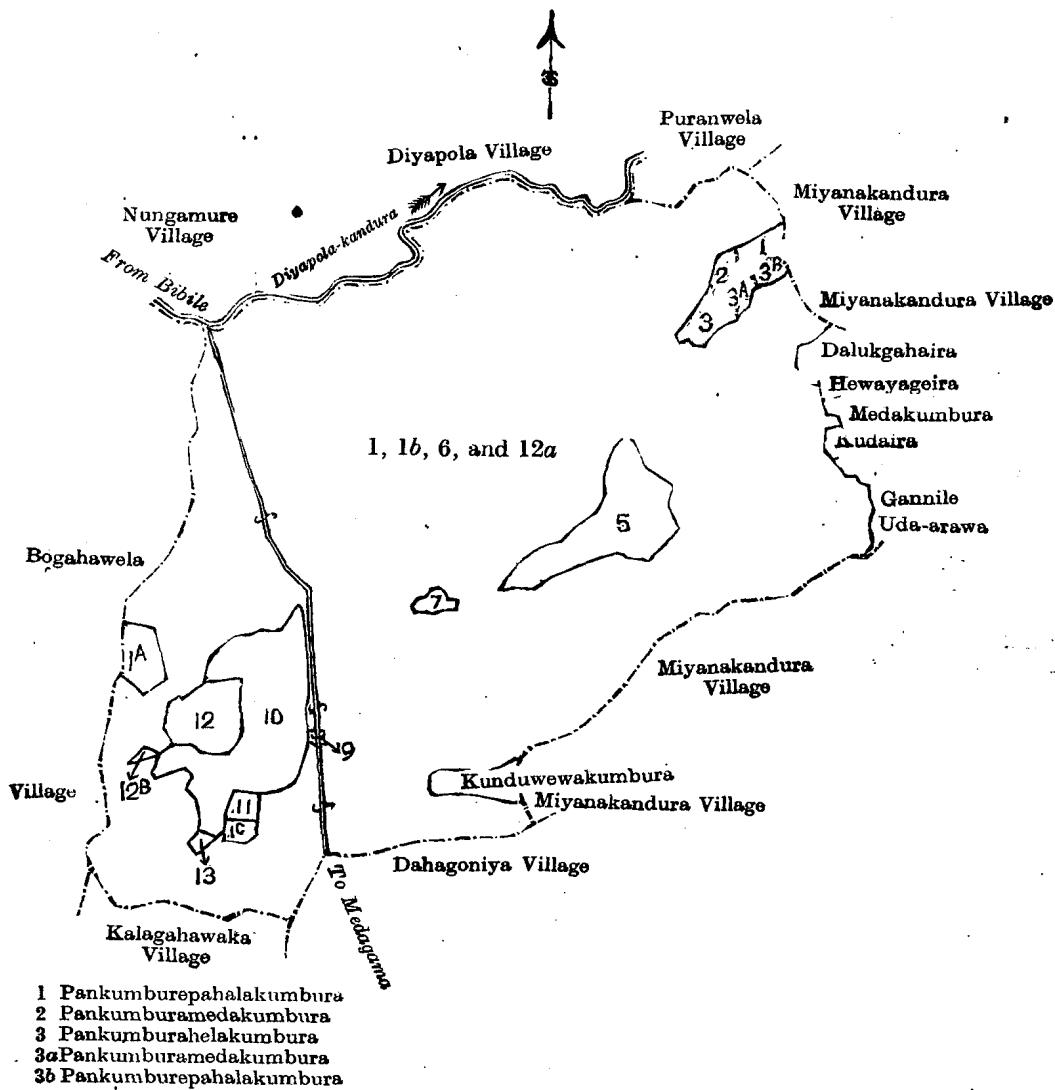 Puranwela
Village
Diyapola Village
Miyanakandura
Village
Nungamure
Village
Diyapola-kandura
From Bibile
1
2
3B
3A
3
Miyanakandura Village
Dalukgahaira
Hewayageira
Medakumbura
Kudaira
1, 1b, 6, and 12a
Gannile
Uda-arawa
5
Bogahawela
7
1A
Miyanakandura
Village
12
10
9
Kunduwewakumbura
Village
12B
Miyanakandura Village
11
1C
13
Dahagoniya Village
To Medagama
Kalagahawaka
Village
1 Pankumburepahalakumbura
2 Pankumburamedakumbura
3 Pankumburahelakumbura
3a Pankumburamedakumbura
3b Pankumburepahalakumbura